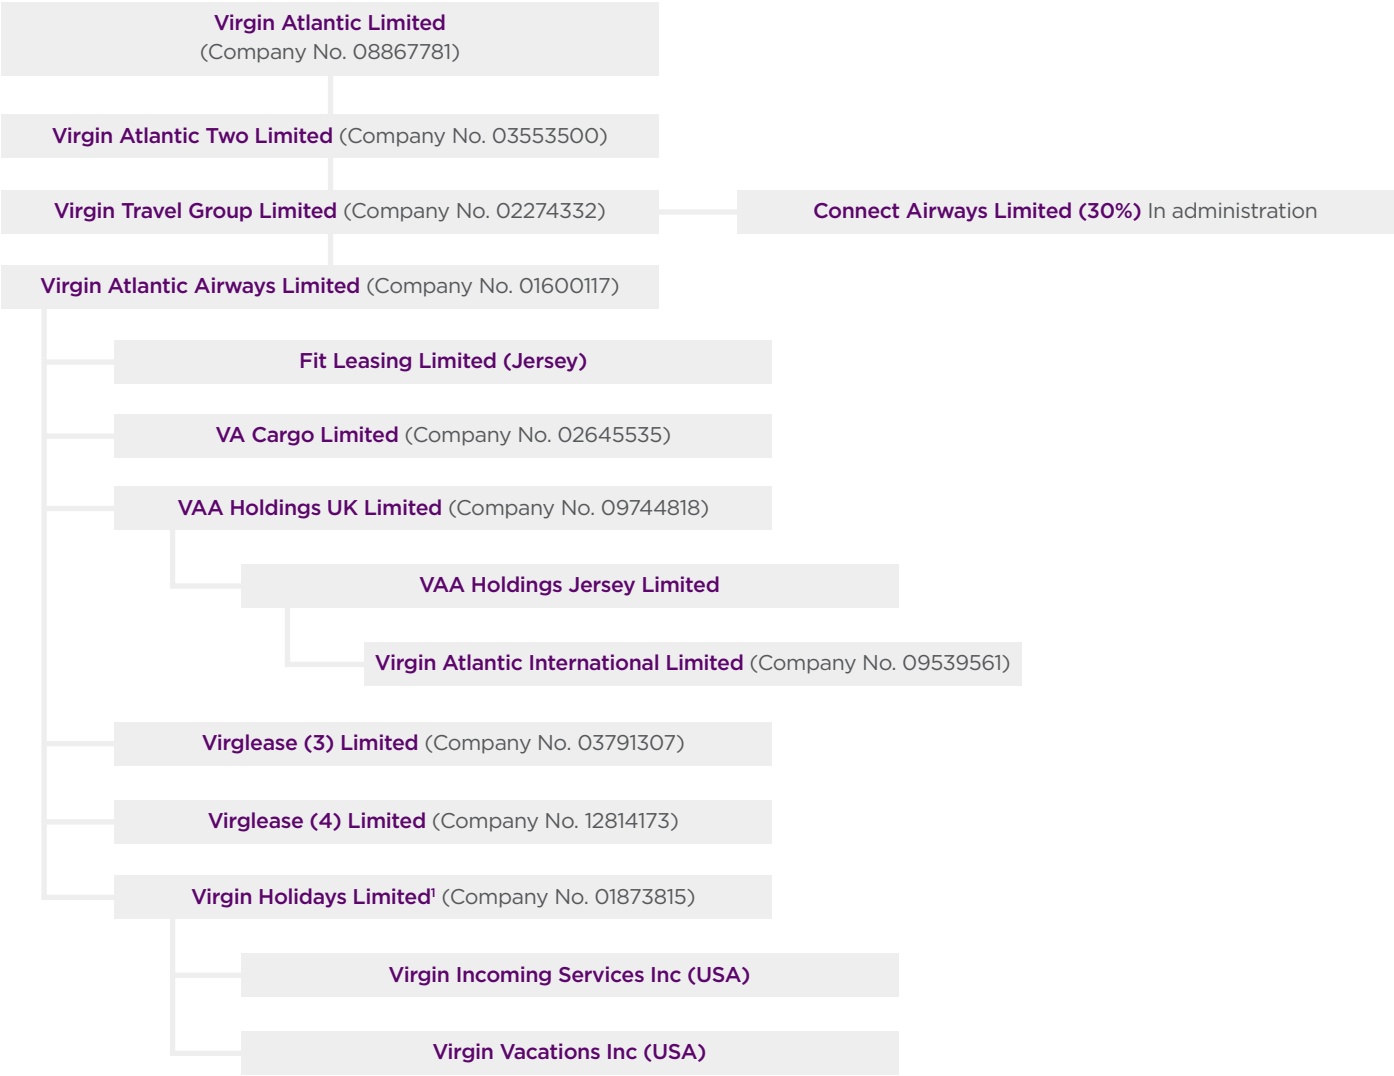 Virgin Atlantic Limited
(Company No. 08867781)
Virgin Atlantic Two Limited (Company No. 03553500)
Virgin Travel Group Limited (Company No. 02274332)
Connect Airways Limited (30%) In administration
Virgin Atlantic Airways Limited (Company No. 01600117)
Fit Leasing Limited (Jersey)
VA Cargo Limited (Company No. 02645535)
VAA Holdings UK Limited (Company No. 09744818)
VAA Holdings Jersey Limited
Virgin Atlantic International Limited (Company No. 09539561)
Virglease (3) Limited (Company No. 03791307)
Virglease (4) Limited (Company No. 12814173)
Virgin Holidays Limited¹ (Company No. 01873815)
Virgin Incoming Services Inc (USA)
Virgin Vacations Inc (USA)